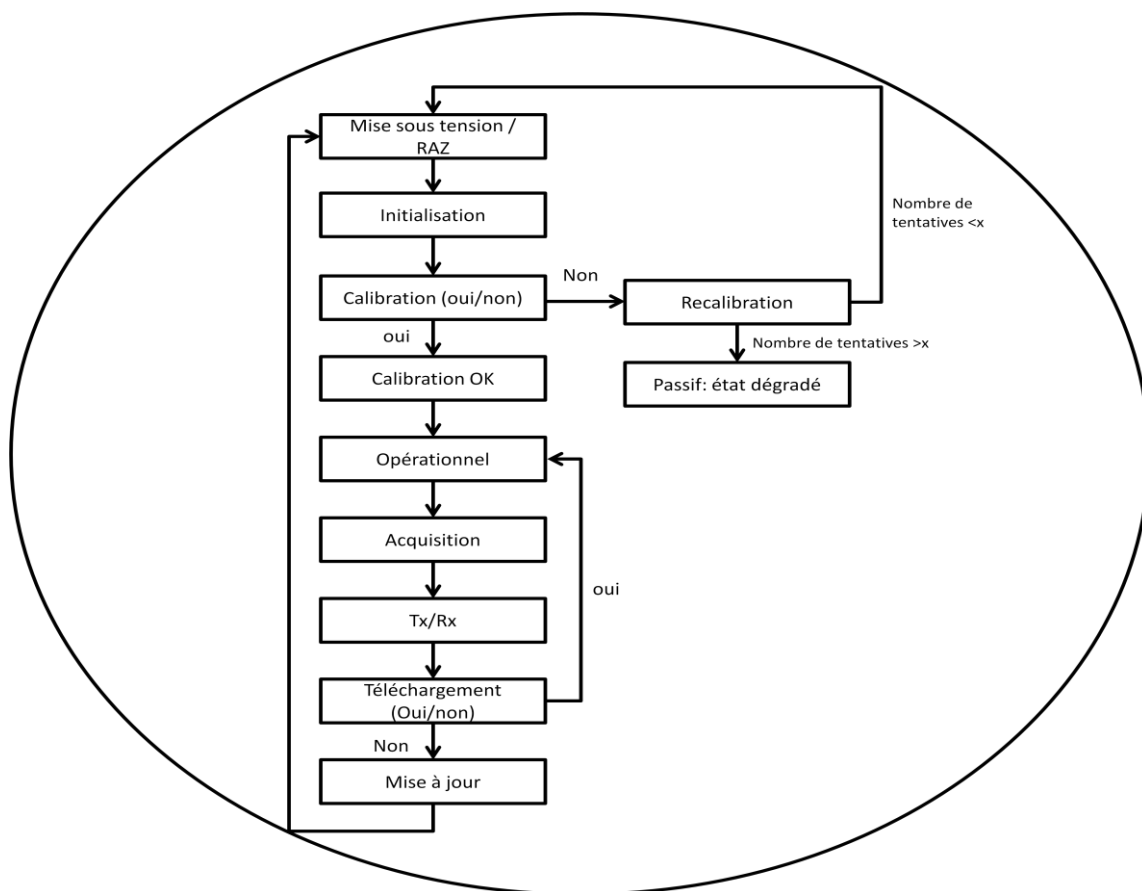 Mise sous tension /
RAZ
Initialisation
Nombre de
tentatives <x
Calibration (oui/non)
Non
Recalibration
oui
Nombre de tentatives >x
Calibration OK
Passif: état dégradé
Opérationnel
Acquisition
oui
Tx/Rx
Téléchargement
(Oui/non)
Non
Mise à jour